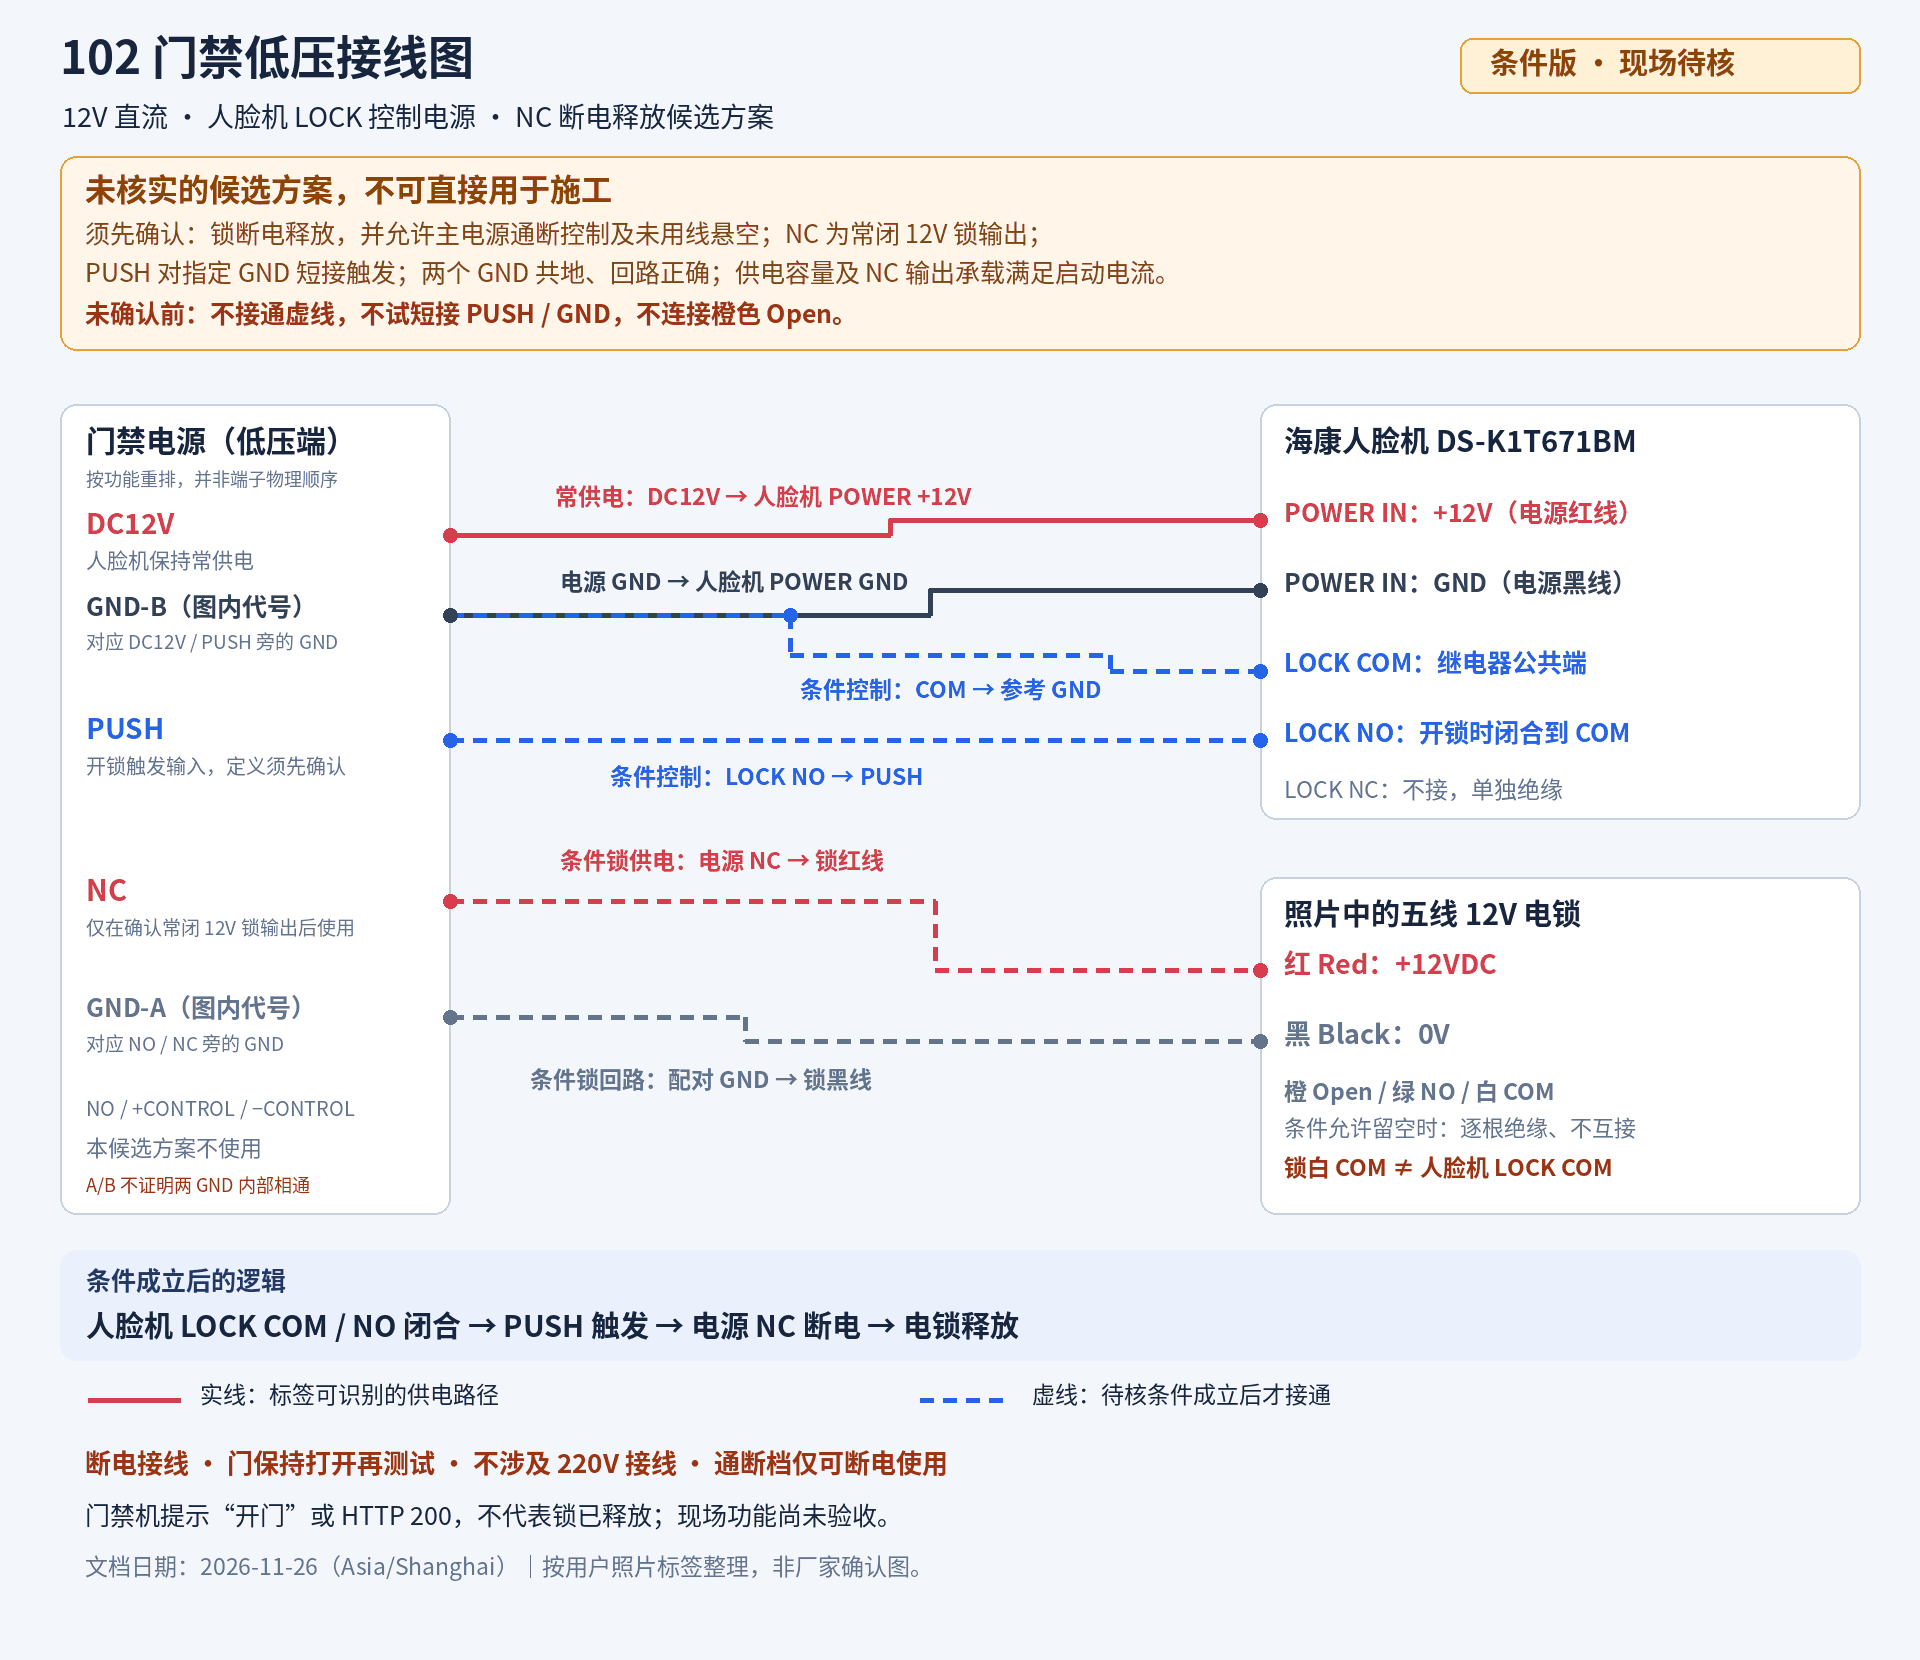 102 门禁低压接线图
条件版 · 现场待核
12V 直流 · 人脸机 LOCK 控制电源 · NC 断电释放候选方案
未核实的候选方案，不可直接用于施工
须先确认：锁断电释放，并允许主电源通断控制及未用线悬空；NC 为常闭 12V 锁输出；
PUSH 对指定 GND 短接触发；两个 GND 共地、回路正确；供电容量及 NC 输出承载满足启动电流。
未确认前：不接通虚线，不试短接 PUSH / GND，不连接橙色 Open。
门禁电源（低压端）
按功能重排，并非端子物理顺序
DC12V
人脸机保持常供电
GND-B（图内代号）
对应 DC12V / PUSH 旁的 GND
PUSH
开锁触发输入，定义须先确认
NC
仅在确认常闭 12V 锁输出后使用
GND-A（图内代号）
对应 NO / NC 旁的 GND
NO / +CONTROL / −CONTROL
本候选方案不使用
A/B 不证明两 GND 内部相通
常供电：DC12V → 人脸机 POWER +12V
电源 GND → 人脸机 POWER GND
条件控制：COM → 参考 GND
条件控制：LOCK NO → PUSH
条件锁供电：电源 NC → 锁红线
条件锁回路：配对 GND → 锁黑线
海康人脸机 DS-K1T671BM
POWER IN：+12V（电源红线）
POWER IN：GND（电源黑线）
LOCK COM：继电器公共端
LOCK NO：开锁时闭合到 COM
LOCK NC：不接，单独绝缘
照片中的五线 12V 电锁
红 Red：+12VDC
黑 Black：0V
橙 Open / 绿 NO / 白 COM
条件允许留空时：逐根绝缘、不互接
锁白 COM ≠ 人脸机 LOCK COM
条件成立后的逻辑
人脸机 LOCK COM / NO 闭合 → PUSH 触发 → 电源 NC 断电 → 电锁释放
实线：标签可识别的供电路径
虚线：待核条件成立后才接通
断电接线 · 门保持打开再测试 · 不涉及 220V 接线 · 通断档仅可断电使用
门禁机提示“开门”或 HTTP 200，不代表锁已释放；现场功能尚未验收。
文档日期：2026-11-26（Asia/Shanghai）｜按用户照片标签整理，非厂家确认图。